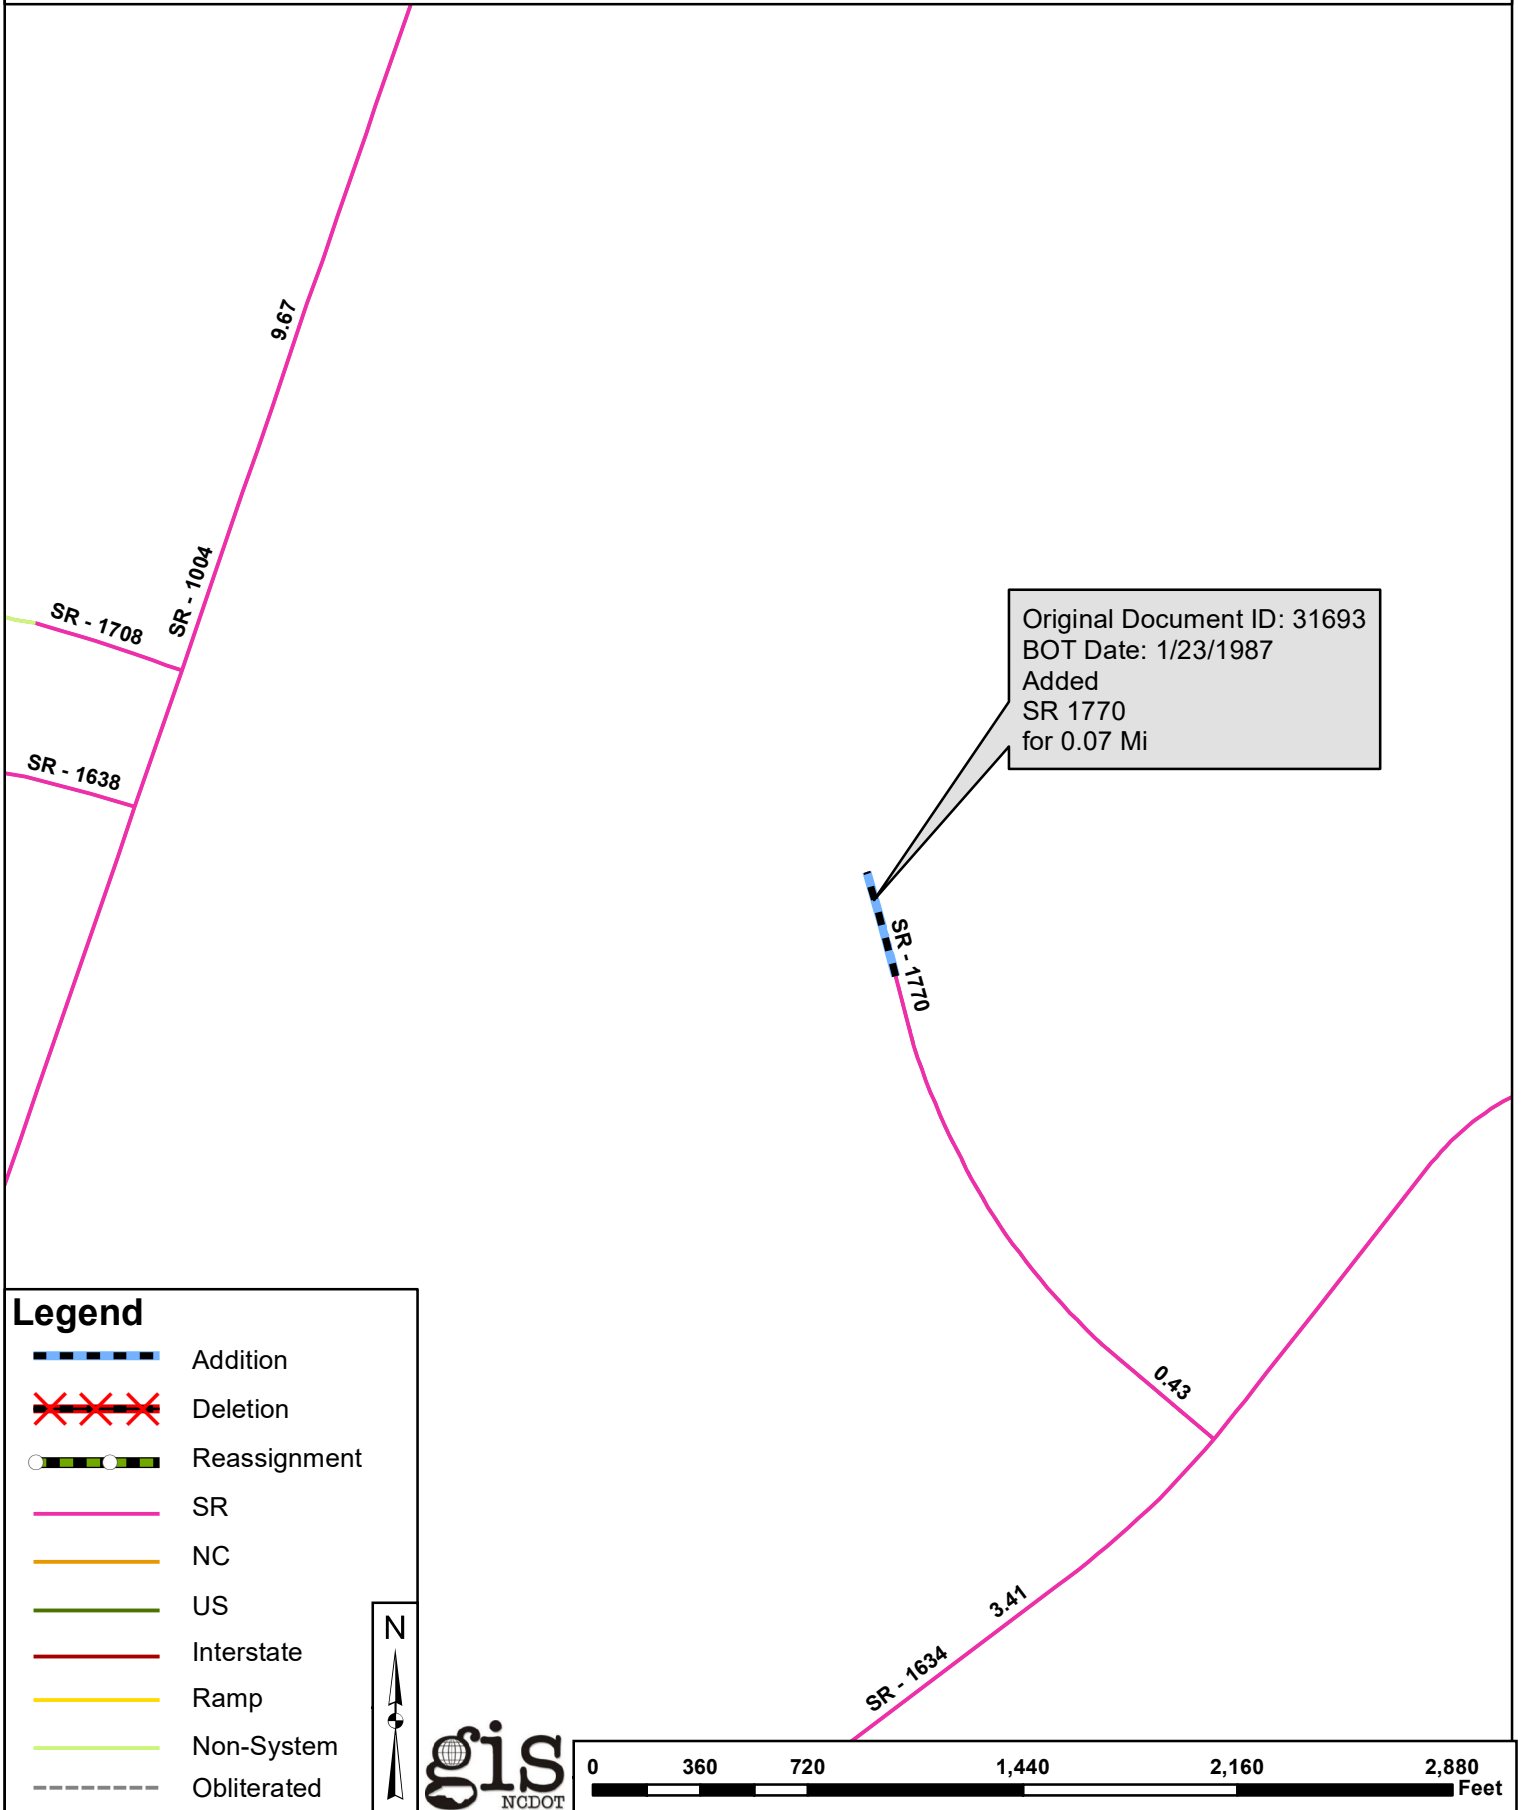 9.67
SR - 1004
SR - 1708
SR - 1638
Original Document ID: 31693
BOT Date: 1/23/1987
Added
SR 1770
for 0.07 Mi
SR - 1770
0.43
3.41
SR - 1634
Legend
Addition
Deletion
Reassignment
SR
NC
US
Interstate
Ramp
Non-System
Obliterated
N
gis
NCDOT
0 360 720 1,440 2,160 2,880
Feet